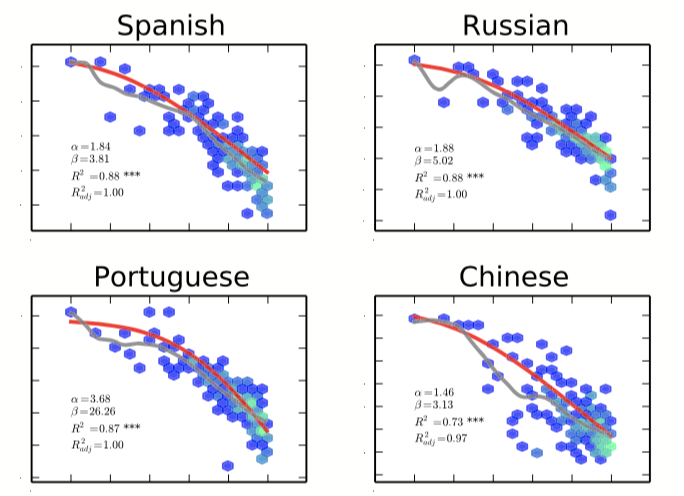 Spanish
α=1.84
β=3.81
R² =0.88 ***
R²adj=1.00
Russian
α=1.88
β=5.02
R² =0.88 ***
R²adj=1.00
Portuguese
α=3.68
β=26.26
R² =0.87 ***
R²adj=1.00
Chinese
α=1.46
β=3.13
R² =0.73 ***
R²adj=0.97